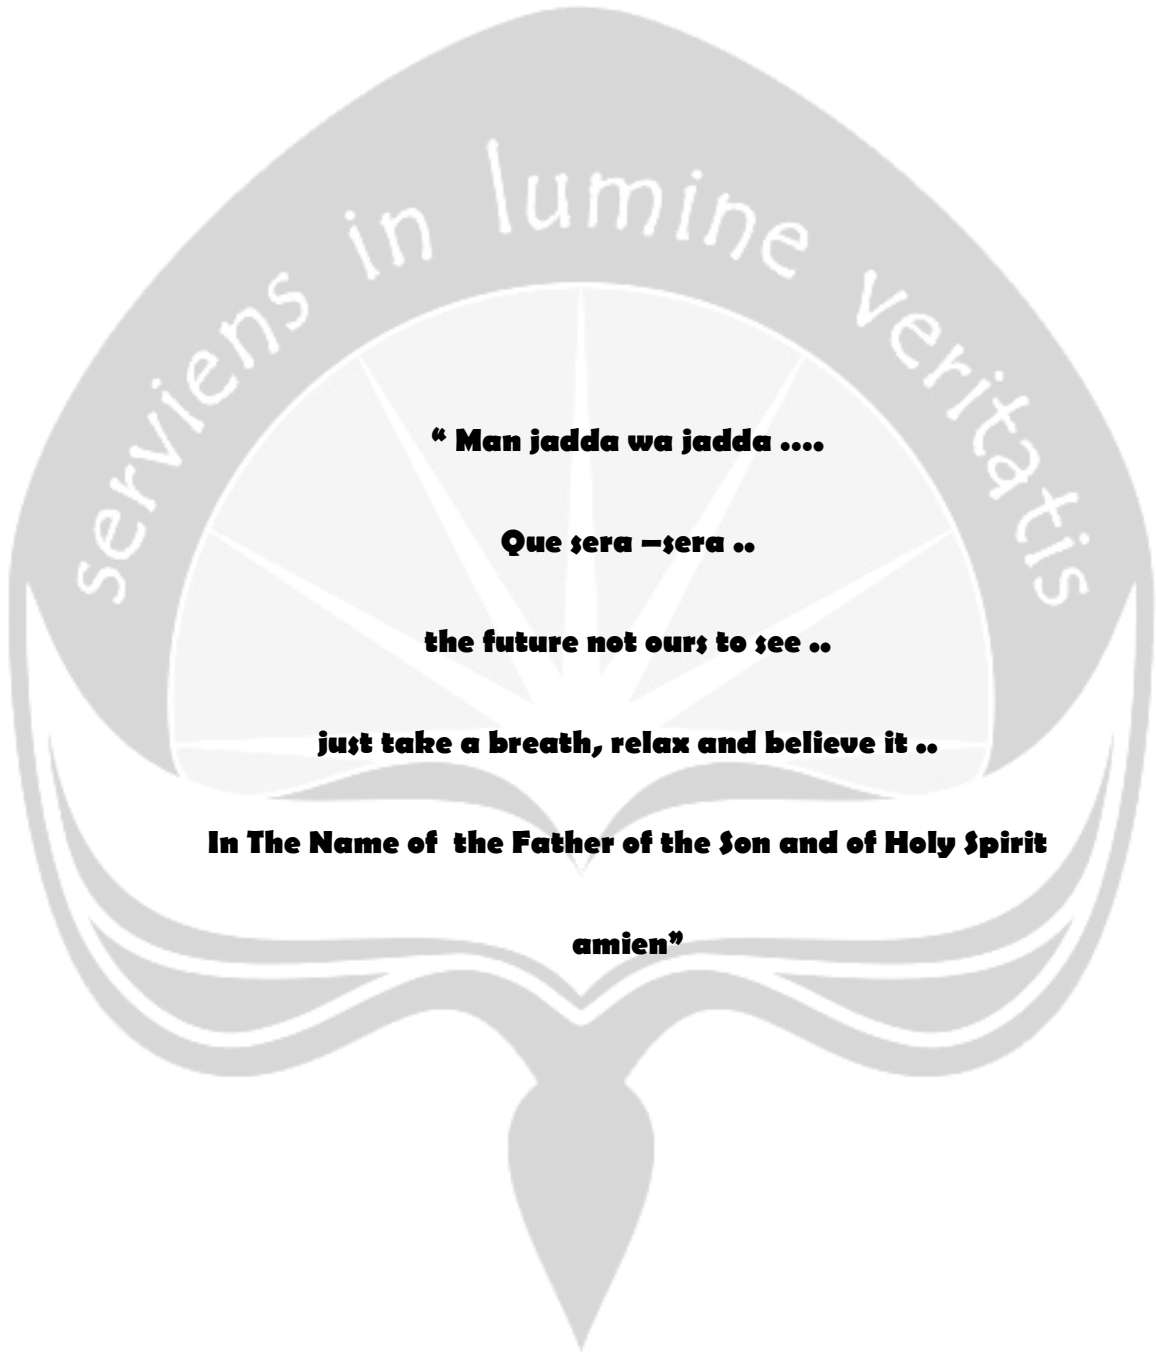 serviens in lumine veritatis
“ Man jadda wa jadda ....
Que sera –sera ..
the future not ours to see ..
just take a breath, relax and believe it ..
In The Name of  the Father of the Son and of Holy Spirit
amien”